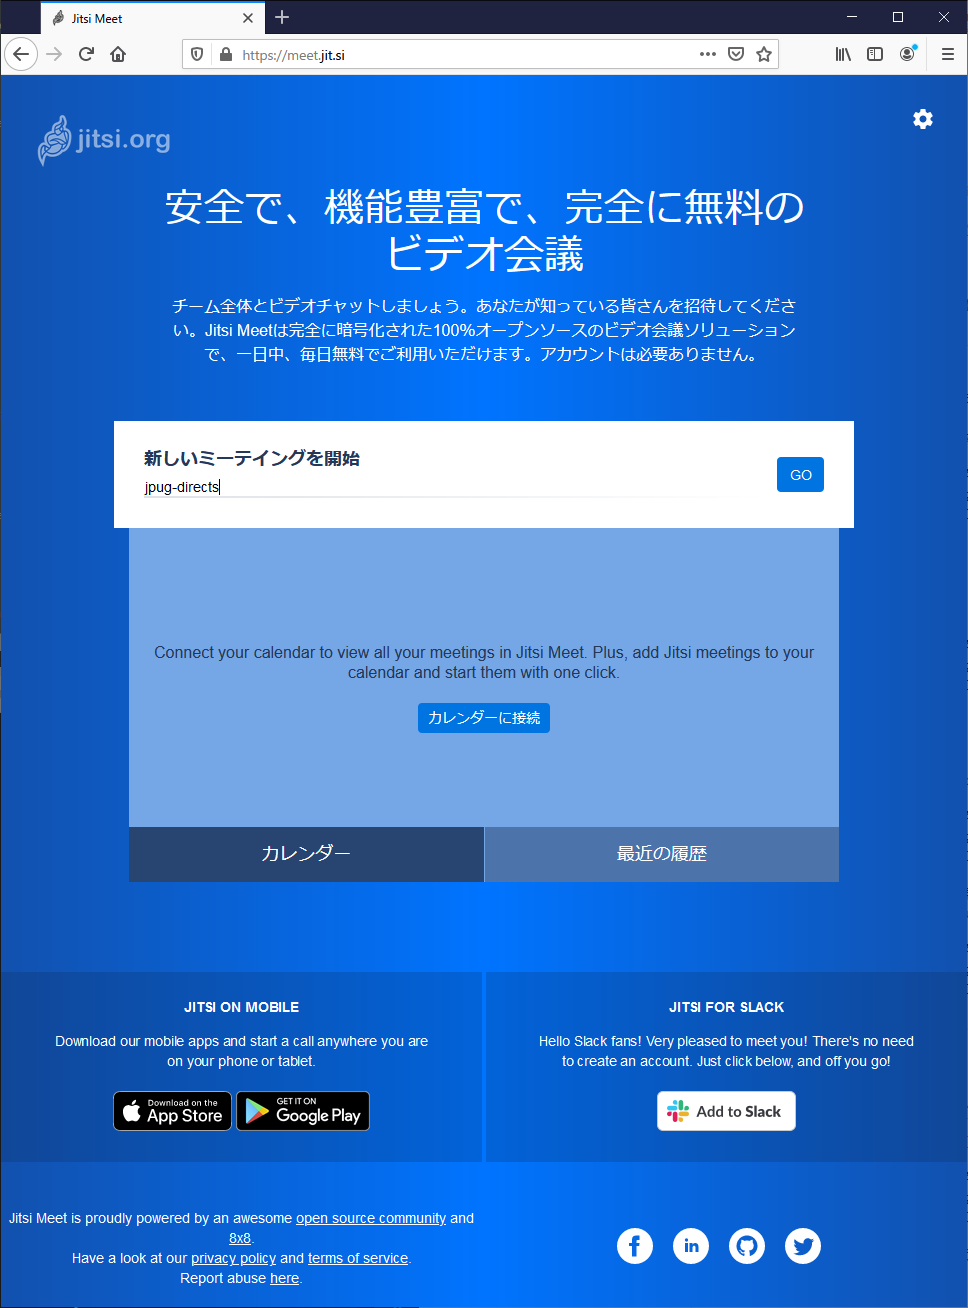 Jitsi Meet
https://meet.jit.si
jitsi.org
安全で、機能豊富で、完全に無料の
ビデオ会議
チーム全体とビデオチャットしましょう。あなたが知っている皆さんを招待してくださ
い。Jitsi Meetは完全に暗号化された100%オープンソースのビデオ会議ソリューション
で、一日中、毎日無料でご利用いただけます。アカウントは必要ありません。
新しいミーテイングを開始
jpug-directs
GO
Connect your calendar to view all your meetings in Jitsi Meet. Plus, add Jitsi meetings to your
calendar and start them with one click.
カレンダーに接続
カレンダー
最近の履歴
JITSI ON MOBILE
Download our mobile apps and start a call anywhere you are
on your phone or tablet.
Download on the
App Store
GET IT ON
Google Play
JITSI FOR SLACK
Hello Slack fans! Very pleased to meet you! There's no need
to create an account. Just click below, and off you go!
Add to Slack
Jitsi Meet is proudly powered by an awesome open source community and
8x8.
Have a look at our privacy policy and terms of service.
Report abuse here.